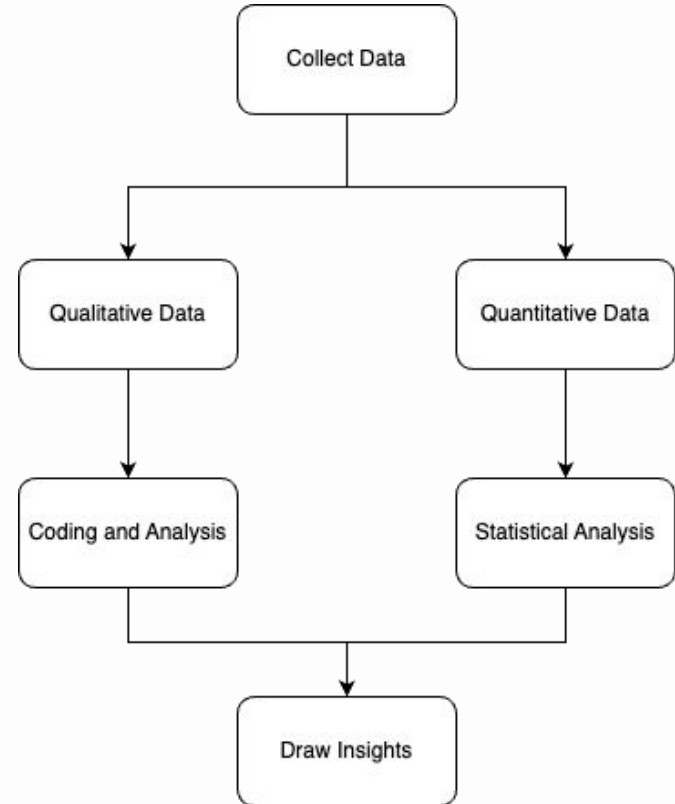 Collect Data
Qualitative Data
Quantitative Data
Coding and Analysis
Statistical Analysis
Draw Insights